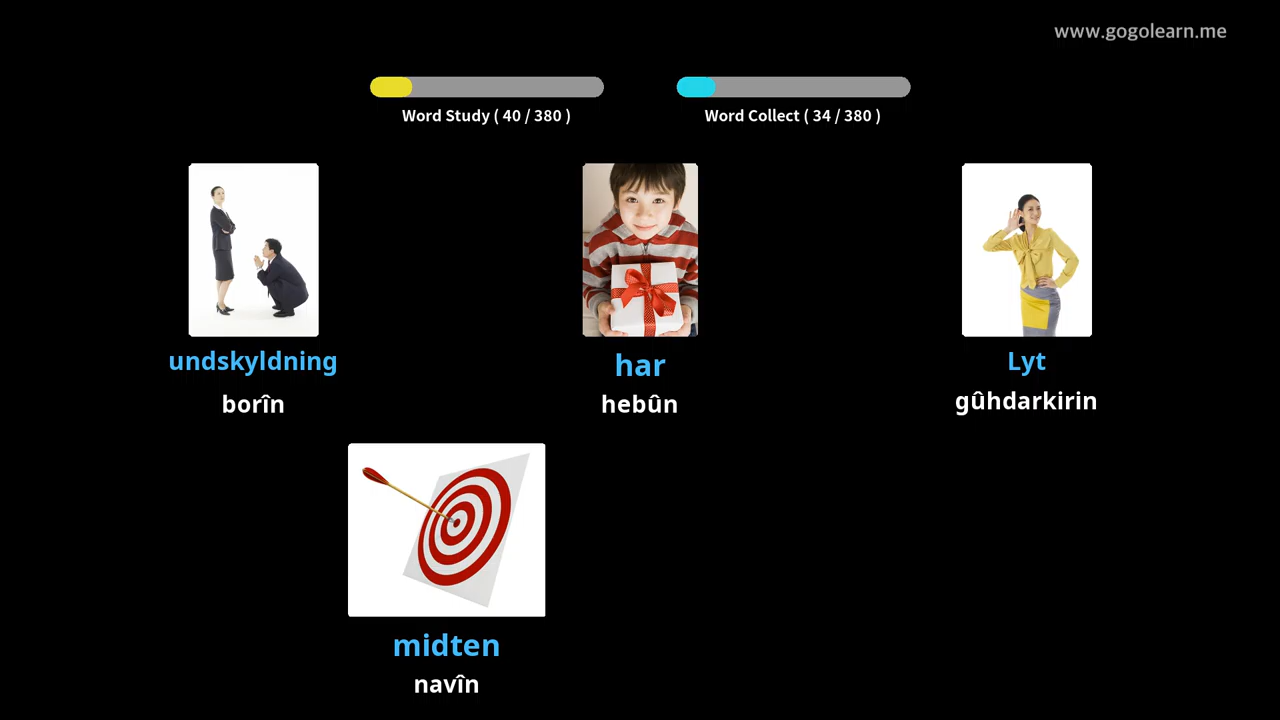 www.gogolearn.me
Word Study ( 40 / 380 )
Word Collect ( 34 / 380 )
undskyldning
borîn
har
hebûn
Lyt
gûhdarkirin
midten
navîn